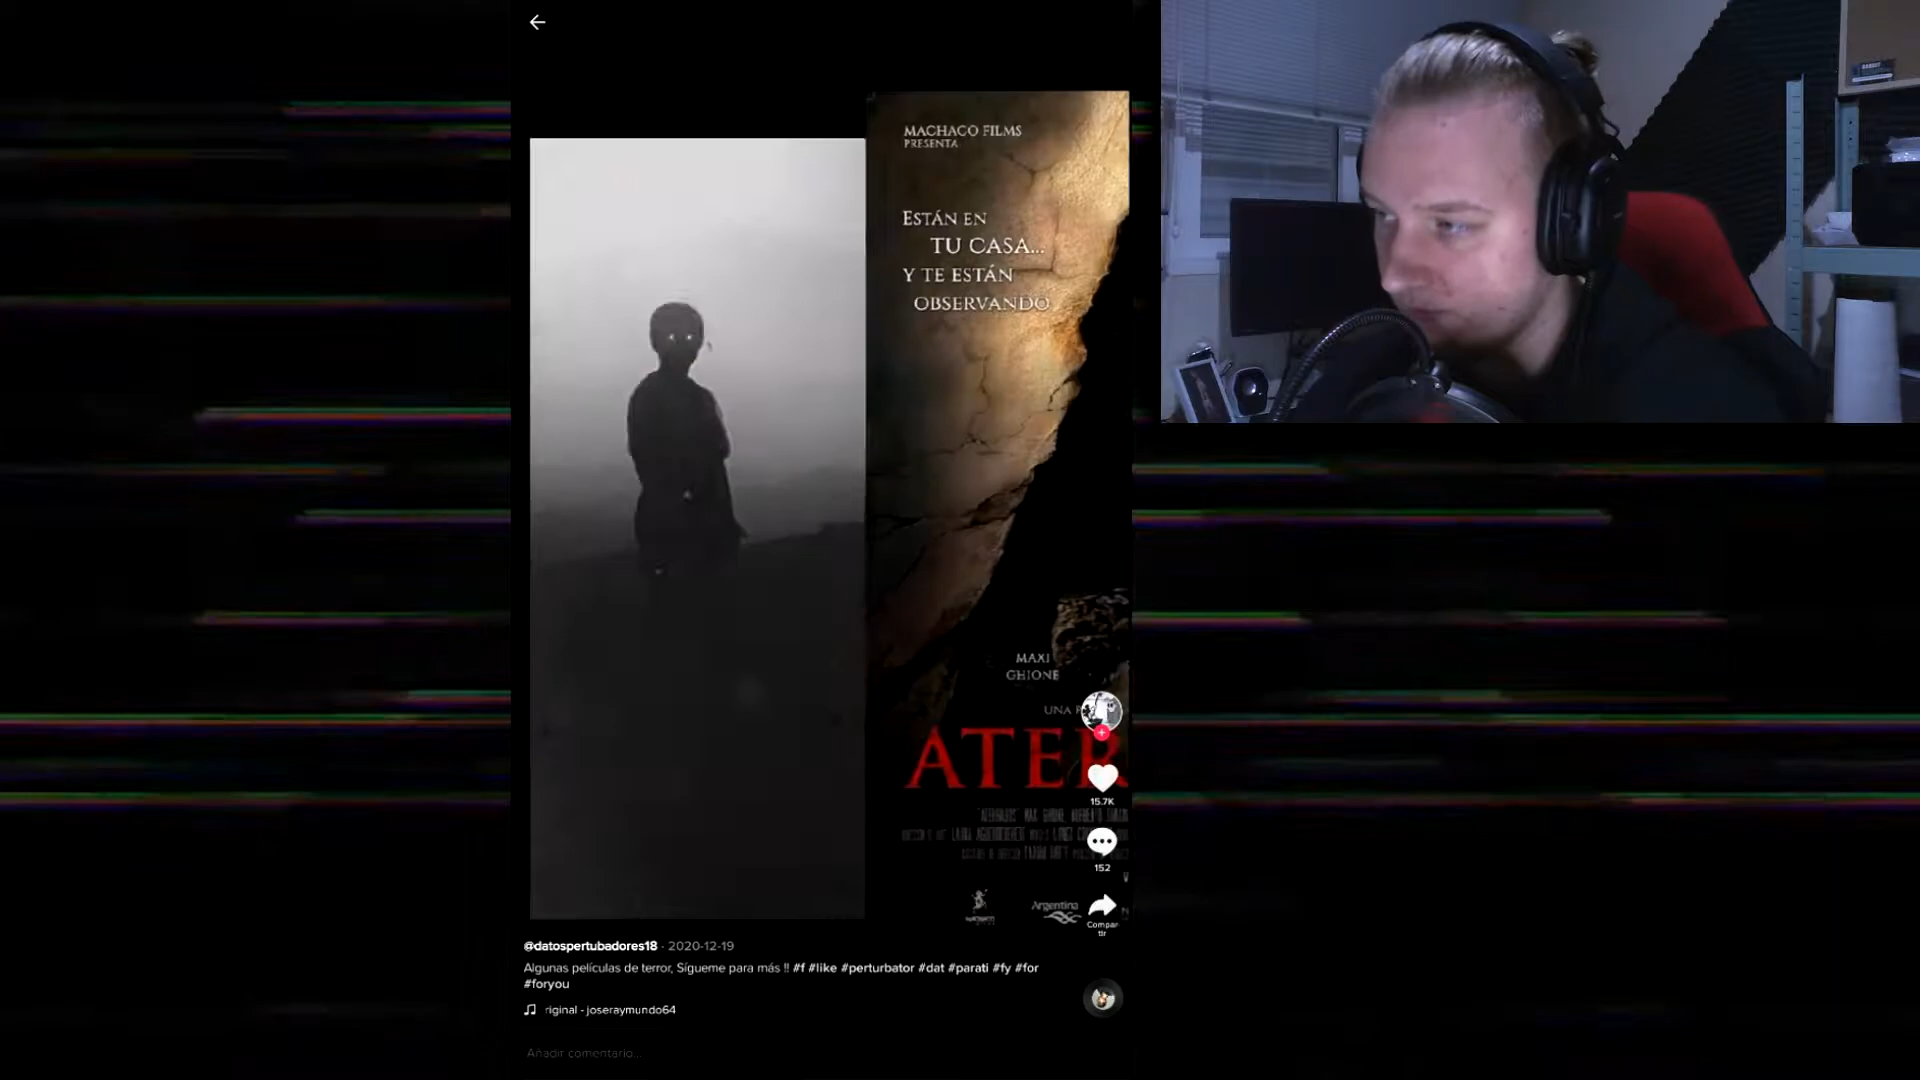 MACHACO FILMS
PRESENTA
ESTÁN EN
TU CASA...
Y TE ESTÁN
OBSERVANDO
MAXI
GHIONE
UNA
ATER
15.7K
152
Argentina
Compar
tir
@datospertubadores18 · 2020-12-19
Algunas películas de terror, Sígueme para más !! #f #like #perturbator #dat #parati #fy #for
#foryou
riginal - joseraymundo64
Añadir comentario...